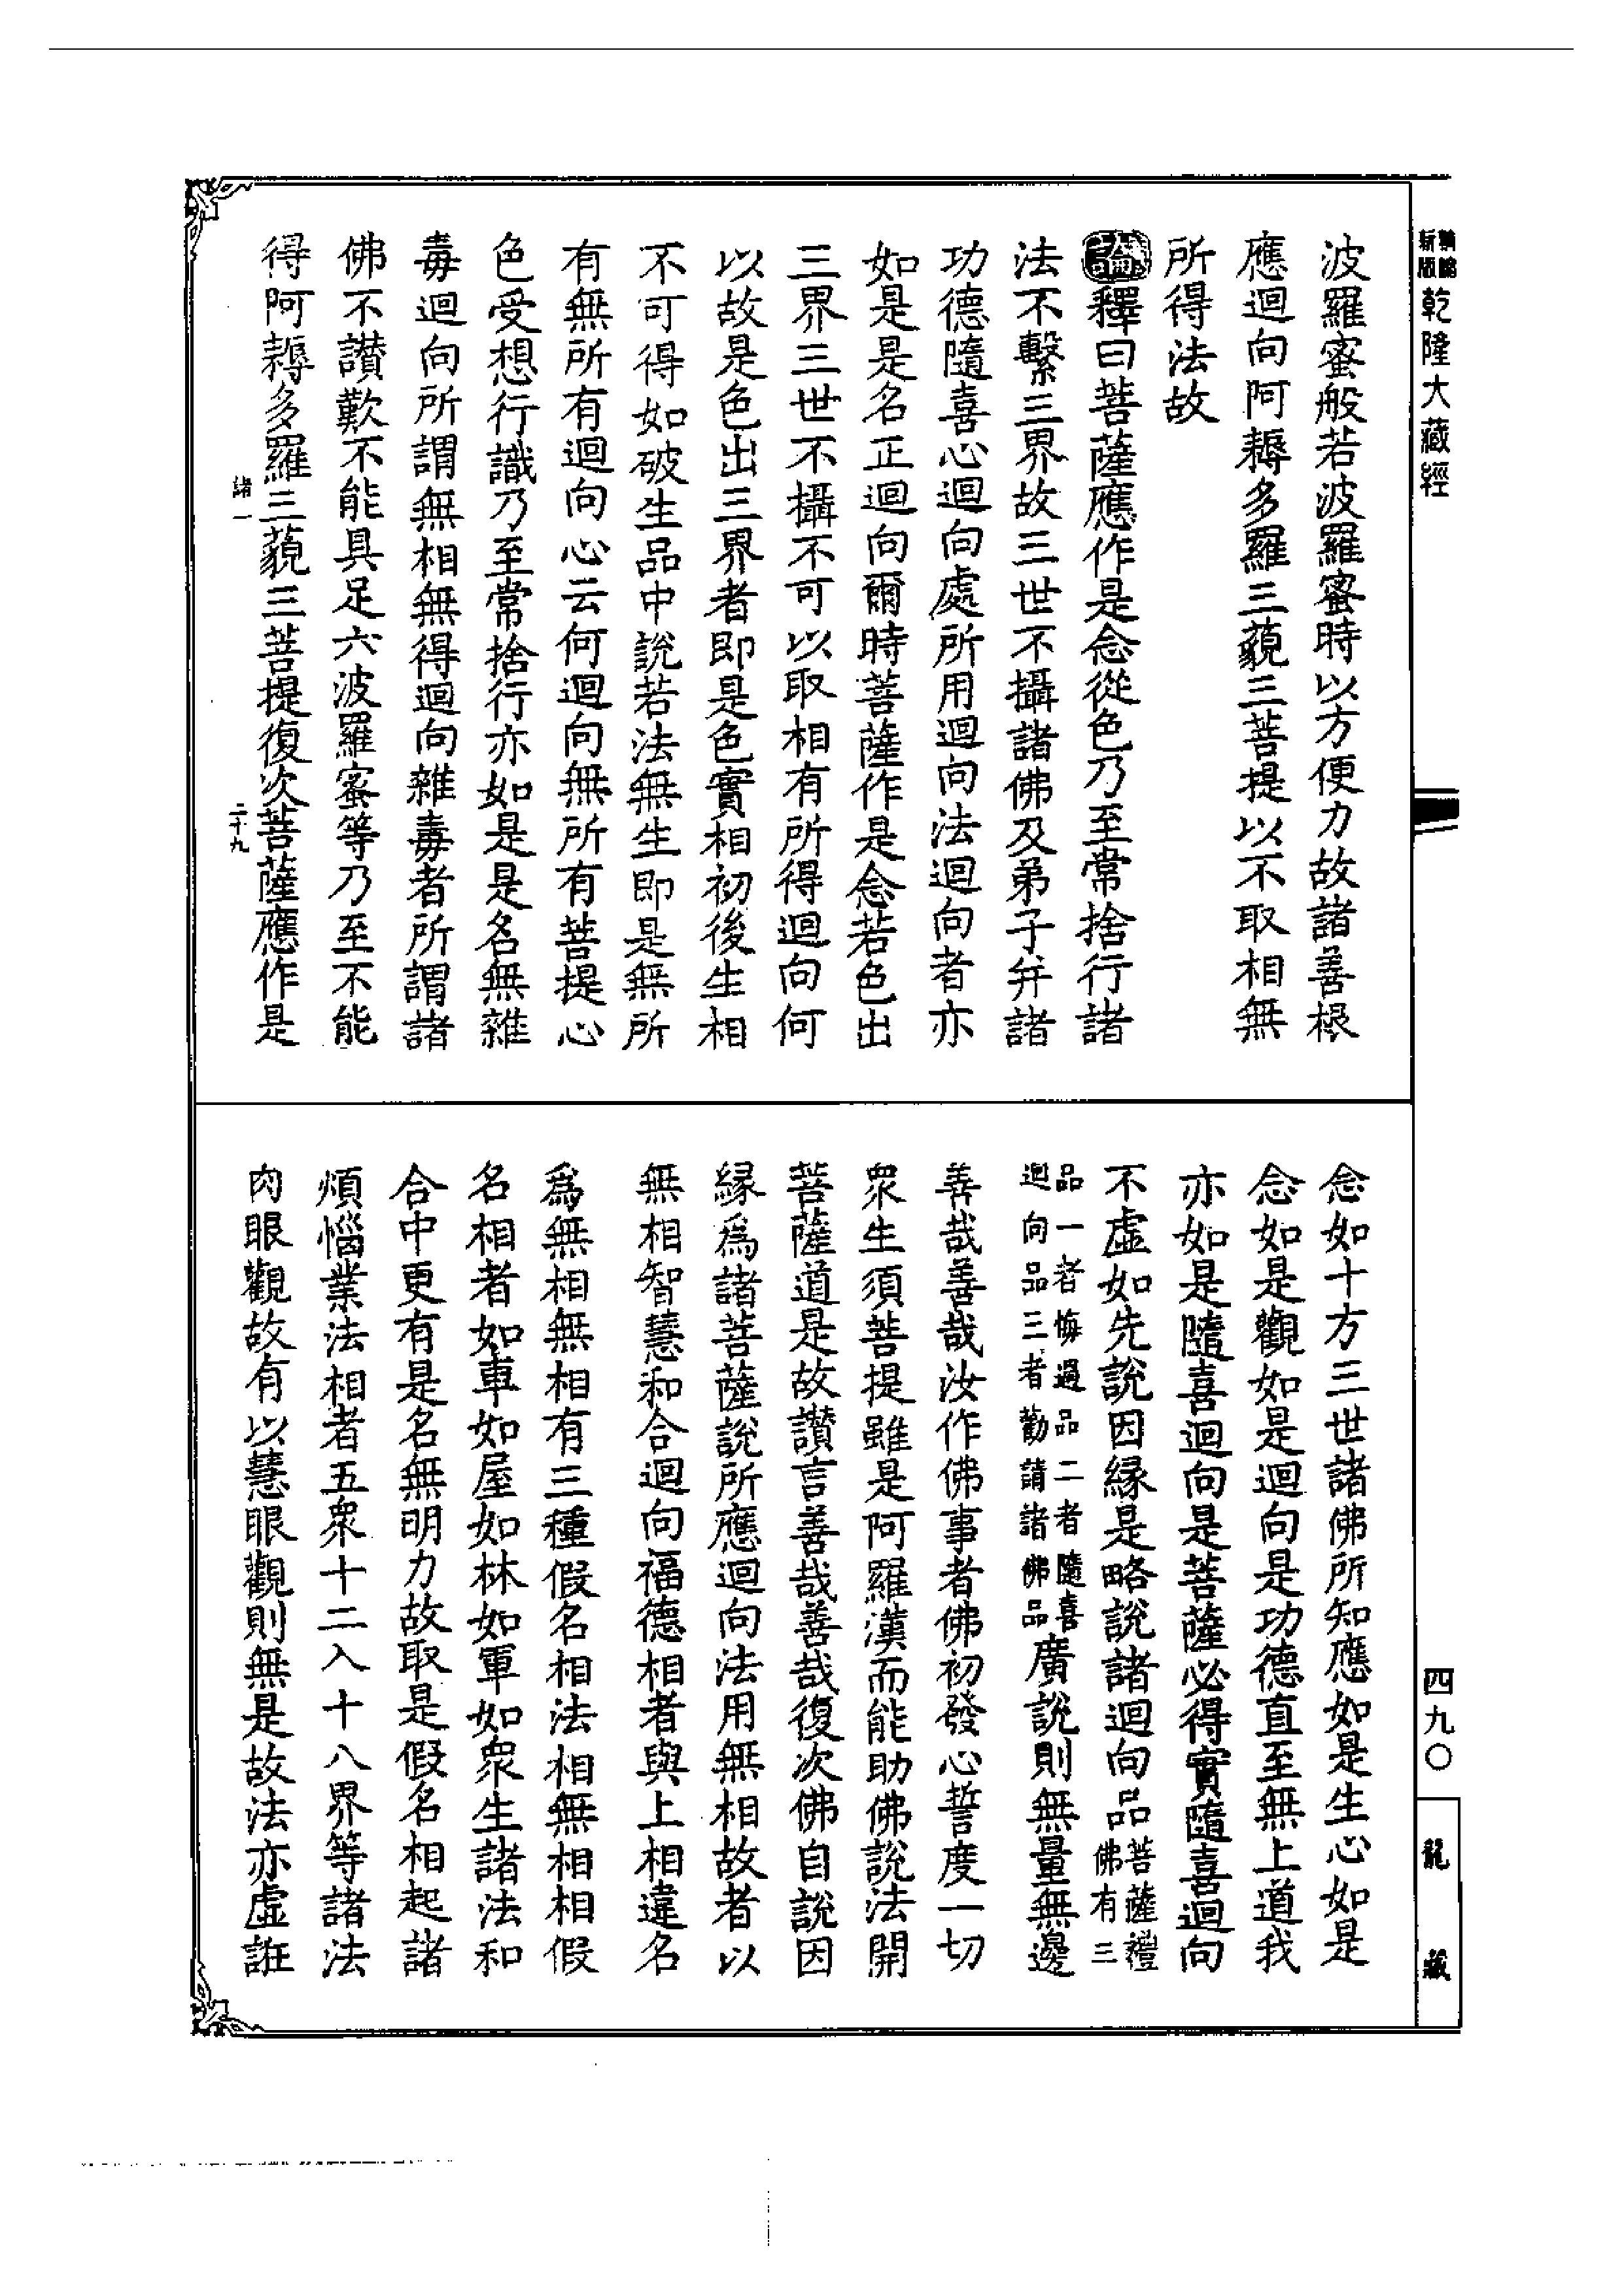 新版乾隆大藏經
波羅蜜般若波羅蜜時以方便力故諸善根
應迴向阿耨多羅三藐三菩提以不取相無
所得法故
論釋曰菩薩應作是念從色乃至常捨行諸
法不繫三界故三世不攝諸佛及弟子并諸
功德隨喜心迴向處所用迴向法迴向者亦
如是是名正迴向爾時菩薩作是念若色出
三界三世不攝不可以取相有所得迴向何
以故是色出三界者即是色實相初後生相
不可得如破生品中說若法無生即是無所
有無所有迴向心云何迴向無所有菩提心
色受想行識乃至常捨行亦如是是名無雜
毒迴向所謂無相無得迴向雜毒者所謂諸
佛不讚歎不能具足六波羅蜜等乃至不能
得阿耨多羅三藐三菩提復次菩薩應作是
諸一
二十九
念如十方三世諸佛所知應如是生心如是
念如是觀如是迴向是功德直至無上道我
亦如是隨喜迴向是菩薩必得實隨喜迴向
不虛如先說因緣是略說諸迴向品菩薩禮佛有三
品一者悔過品二者隨喜迴向品三者勸請諸佛品廣說則無量無邊
善哉善哉汝作佛事者佛初發心誓度一切
眾生須菩提雖是阿羅漢而能助佛說法開
菩薩道是故讚言善哉善哉復次佛自說因
緣為諸菩薩說所應迴向法用無相故者以
無相智慧和合迴向福德相者與上相違名
為無相無相有三種假名相法相無相相假
名相者如車如屋如林如軍如眾生諸法和
合中更有是名無明力故取是假名相起諸
煩惱業法相者五眾十二入十八界等諸法
肉眼觀故有以慧眼觀則無是故法亦虛誑
四九〇
龍藏